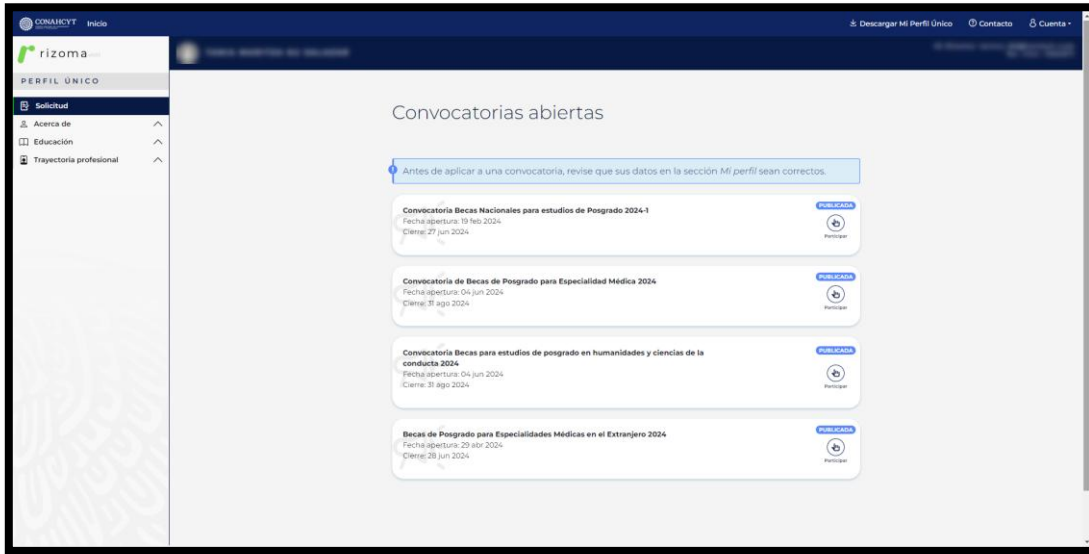 CONAHCYT Inicio
Descargar Mi Perfil Único Contacto Cuenta
rizoma
PERFIL ÚNICO
Solicitud
Acerca de
Educación
Trayectoria profesional
Convocatorias abiertas
Antes de aplicar a una convocatoria, revise que sus datos en la sección Mi perfil sean correctos.
Convocatoria Becas Nacionales para estudios de Posgrado 2024-1
Fecha apertura: 19 feb 2024
Cierre: 27 jun 2024
PUBLICADA
Participar
Convocatoria de Becas de Posgrado para Especialidad Médica 2024
Fecha apertura: 04 jun 2024
Cierre: 31 ago 2024
PUBLICADA
Participar
Convocatoria Becas para estudios de posgrado en humanidades y ciencias de la
conducta 2024
Fecha apertura: 04 jun 2024
Cierre: 31 ago 2024
PUBLICADA
Participar
Becas de Posgrado para Especialidades Médicas en el Extranjero 2024
Fecha apertura: 29 abr 2024
Cierre: 28 jun 2024
PUBLICADA
Participar